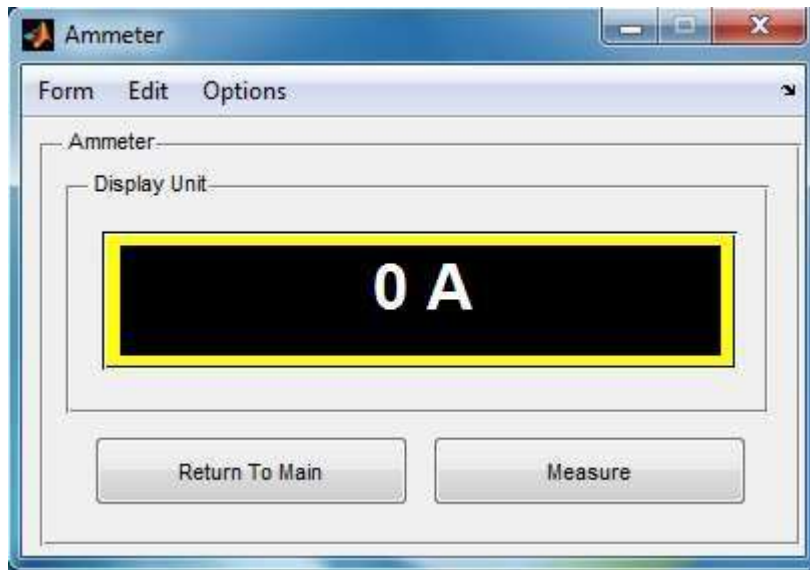 Ammeter
Form Edit Options
Ammeter
Display Unit
0 A
Return To Main Measure